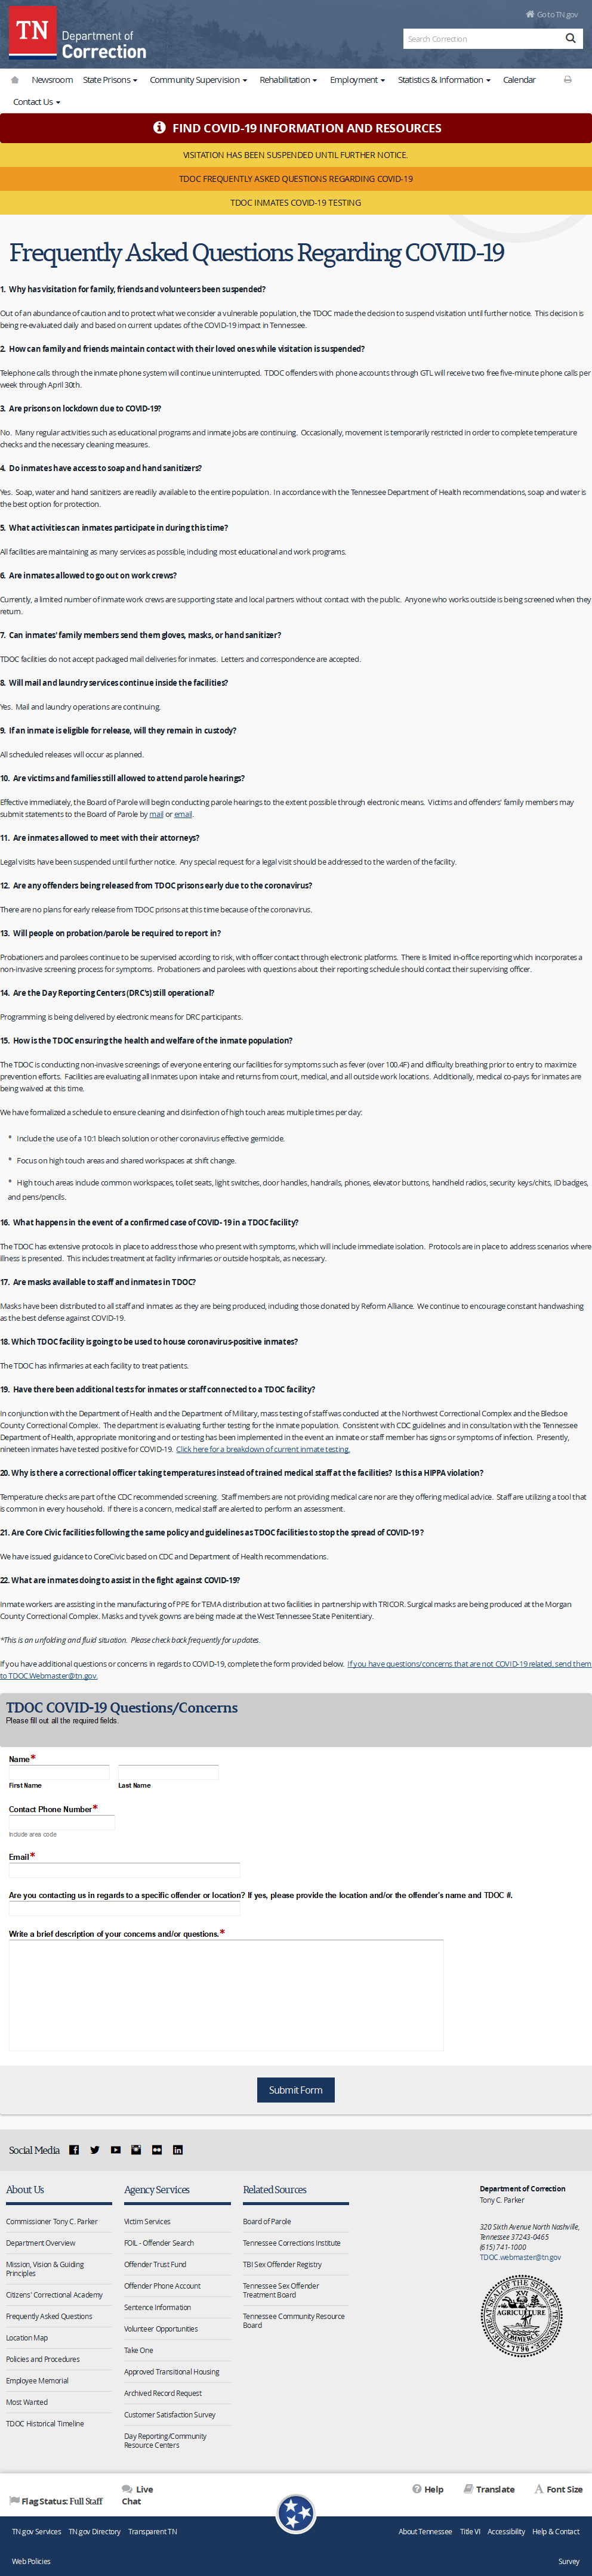 TN
Department of
Correction
Go to TN.gov
Search Correction
Newsroom State Prisons Community Supervision Rehabilitation Employment Statistics & Information Calendar
Contact Us
FIND COVID-19 INFORMATION AND RESOURCES
VISITATION HAS BEEN SUSPENDED UNTIL FURTHER NOTICE.
TDOC FREQUENTLY ASKED QUESTIONS REGARDING COVID-19
TDOC INMATES COVID-19 TESTING
Frequently Asked Questions Regarding COVID-19
1. Why has visitation for family, friends and volunteers been suspended?
Out of an abundance of caution and to protect what we consider a vulnerable population, the TDOC made the decision to suspend visitation until further notice. This decision is
being re-evaluated daily and based on current updates of the COVID-19 impact in Tennessee.
2. How can family and friends maintain contact with their loved ones while visitation is suspended?
Telephone calls through the inmate phone system will continue uninterrupted. TDOC offenders with phone accounts through GTL will receive two free five-minute phone calls per
week through April 30th.
3. Are prisons on lockdown due to COVID-19?
No. Many regular activities such as educational programs and inmate jobs are continuing. Occasionally, movement is temporarily restricted in order to complete temperature
checks and the necessary cleaning measures.
4. Do inmates have access to soap and hand sanitizers?
Yes. Soap, water and hand sanitizers are readily available to the entire population. In accordance with the Tennessee Department of Health recommendations, soap and water is
the best option for protection.
5. What activities can inmates participate in during this time?
All facilities are maintaining as many services as possible, including most educational and work programs.
6. Are inmates allowed to go out on work crews?
Currently, a limited number of inmate work crews are supporting state and local partners without contact with the public. Anyone who works outside is being screened when they
return.
7. Can inmates' family members send them gloves, masks, or hand sanitizer?
TDOC facilities do not accept packaged mail deliveries for inmates. Letters and correspondence are accepted.
8. Will mail and laundry services continue inside the facilities?
Yes. Mail and laundry operations are continuing.
9. If an inmate is eligible for release, will they remain in custody?
All scheduled releases will occur as planned.
10. Are victims and families still allowed to attend parole hearings?
Effective immediately, the Board of Parole will begin conducting parole hearings to the extent possible through electronic means. Victims and offenders' family members may
submit statements to the Board of Parole by mail or email.
11. Are inmates allowed to meet with their attorneys?
Legal visits have been suspended until further notice. Any special request for a legal visit should be addressed to the warden of the facility.
12. Are any offenders being released from TDOC prisons early due to the coronavirus?
There are no plans for early release from TDOC prisons at this time because of the coronavirus.
13. Will people on probation/parole be required to report in?
Probationers and parolees continue to be supervised according to risk, with officer contact through electronic platforms. There is limited in-office reporting which incorporates a
non-invasive screening process for symptoms. Probationers and parolees with questions about their reporting schedule should contact their supervising officer.
14. Are the Day Reporting Centers (DRC's) still operational?
Programming is being delivered by electronic means for DRC participants.
15. How is the TDOC ensuring the health and welfare of the inmate population?
The TDOC is conducting non-invasive screenings of everyone entering our facilities for symptoms such as fever (over 100.4F) and difficulty breathing prior to entry to maximize
prevention efforts. Facilities are evaluating all inmates upon intake and returns from court, medical, and all outside work locations. Additionally, medical co-pays for inmates are
being waived at this time.
We have formalized a schedule to ensure cleaning and disinfection of high touch areas multiple times per day:
* Include the use of a 10:1 bleach solution or other coronavirus effective germicide.
* Focus on high touch areas and shared workspaces at shift change.
* High touch areas include common workspaces, toilet seats, light switches, door handles, handrails, phones, elevator buttons, handheld radios, security keys/chits, ID badges,
and pens/pencils.
16. What happens in the event of a confirmed case of COVID- 19 in a TDOC facility?
The TDOC has extensive protocols in place to address those who present with symptoms, which will include immediate isolation. Protocols are in place to address scenarios where
illness is presented. This includes treatment at facility infirmaries or outside hospitals, as necessary.
17. Are masks available to staff and inmates in TDOC?
Masks have been distributed to all staff and inmates as they are being produced, including those donated by Reform Alliance. We continue to encourage constant handwashing
as the best defense against COVID-19.
18. Which TDOC facility is going to be used to house coronavirus-positive inmates?
The TDOC has infirmaries at each facility to treat patients.
19. Have there been additional tests for inmates or staff connected to a TDOC facility?
In conjunction with the Department of Health and the Department of Military, mass testing of staff was conducted at the Northwest Correctional Complex and the Bledsoe
County Correctional Complex. The department is evaluating further testing for the inmate population. Consistent with CDC guidelines and in consultation with the Tennessee
Department of Health, appropriate monitoring and or testing has been implemented in the event an inmate or staff member has signs or symptoms of infection. Presently,
nineteen inmates have tested positive for COVID-19. Click here for a breakdown of current inmate testing.
20. Why is there a correctional officer taking temperatures instead of trained medical staff at the facilities? Is this a HIPPA violation?
Temperature checks are part of the CDC recommended screening. Staff members are not providing medical care nor are they offering medical advice. Staff are utilizing a tool that
is common in every household. If there is a concern, medical staff are alerted to perform an assessment.
21. Are Core Civic facilities following the same policy and guidelines as TDOC facilities to stop the spread of COVID-19 ?
We have issued guidance to CoreCivic based on CDC and Department of Health recommendations.
22. What are inmates doing to assist in the fight against COVID-19?
Inmate workers are assisting in the manufacturing of PPE for TEMA distribution at two facilities in partnership with TRICOR. Surgical masks are being produced at the Morgan
County Correctional Complex. Masks and tyvek gowns are being made at the West Tennessee State Penitentiary.
*This is an unfolding and fluid situation. Please check back frequently for updates.
If you have additional questions or concerns in regards to COVID-19, complete the form provided below. If you have questions/concerns that are not COVID-19 related, send them
to TDOC.Webmaster@tn.gov.
TDOC COVID-19 Questions/Concerns
Please fill out all the required fields.
Name*
First Name Last Name
Contact Phone Number*
Include area code
Email*
Are you contacting us in regards to a specific offender or location? If yes, please provide the location and/or the offender's name and TDOC #.
Write a brief description of your concerns and/or questions.*
Submit Form
Social Media
About Us
Commissioner Tony C. Parker
Department Overview
Mission, Vision & Guiding
Principles
Citizens' Correctional Academy
Frequently Asked Questions
Location Map
Policies and Procedures
Employee Memorial
Most Wanted
TDOC Historical Timeline
Agency Services
Victim Services
FOIL - Offender Search
Offender Trust Fund
Offender Phone Account
Sentence Information
Volunteer Opportunities
Take One
Approved Transitional Housing
Archived Record Request
Customer Satisfaction Survey
Day Reporting/Community
Resource Centers
Related Sources
Board of Parole
Tennessee Corrections Institute
TBI Sex Offender Registry
Tennessee Sex Offender
Treatment Board
Tennessee Community Resource
Board
Department of Correction
Tony C. Parker
320 Sixth Avenue North Nashville,
Tennessee 37243-0465
(615) 741-1000
TDOC.webmaster@tn.gov
THE SEAL OF THE STATE OF TENNESSEE
AGRICULTURE
1796
Flag Status: Full Staff
Live
Chat
Help Translate Font Size
TN.gov Services TN.gov Directory Transparent TN
About Tennessee Title VI Accessibility Help & Contact
Web Policies
Survey